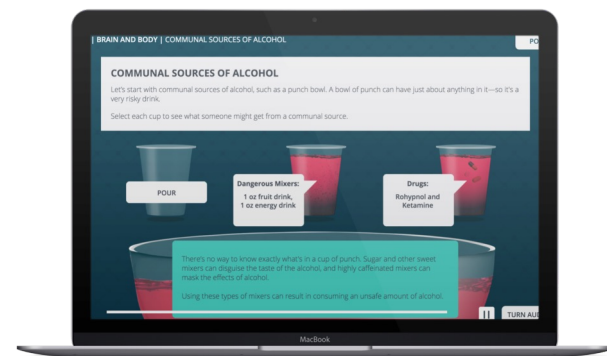 | BRAIN AND BODY | COMMUNAL SOURCES OF ALCOHOL
PO
COMMUNAL SOURCES OF ALCOHOL
Let's start with communal sources of alcohol, such as a punch bowl. A bowl of punch can have just about anything in it—so it's a
very risky drink.
Select each cup to see what someone might get from a communal source.
POUR
Dangerous Mixers:
1 oz fruit drink,
1 oz energy drink
Drugs:
Rohypnol and
Ketamine
There's no way to know exactly what's in a cup of punch. Sugar and other sweet
mixers can disguise the taste of the alcohol, and highly caffeinated mixers can
mask the effects of alcohol.
Using these types of mixers can result in consuming an unsafe amount of alcohol.
TURN AUD
MacBook